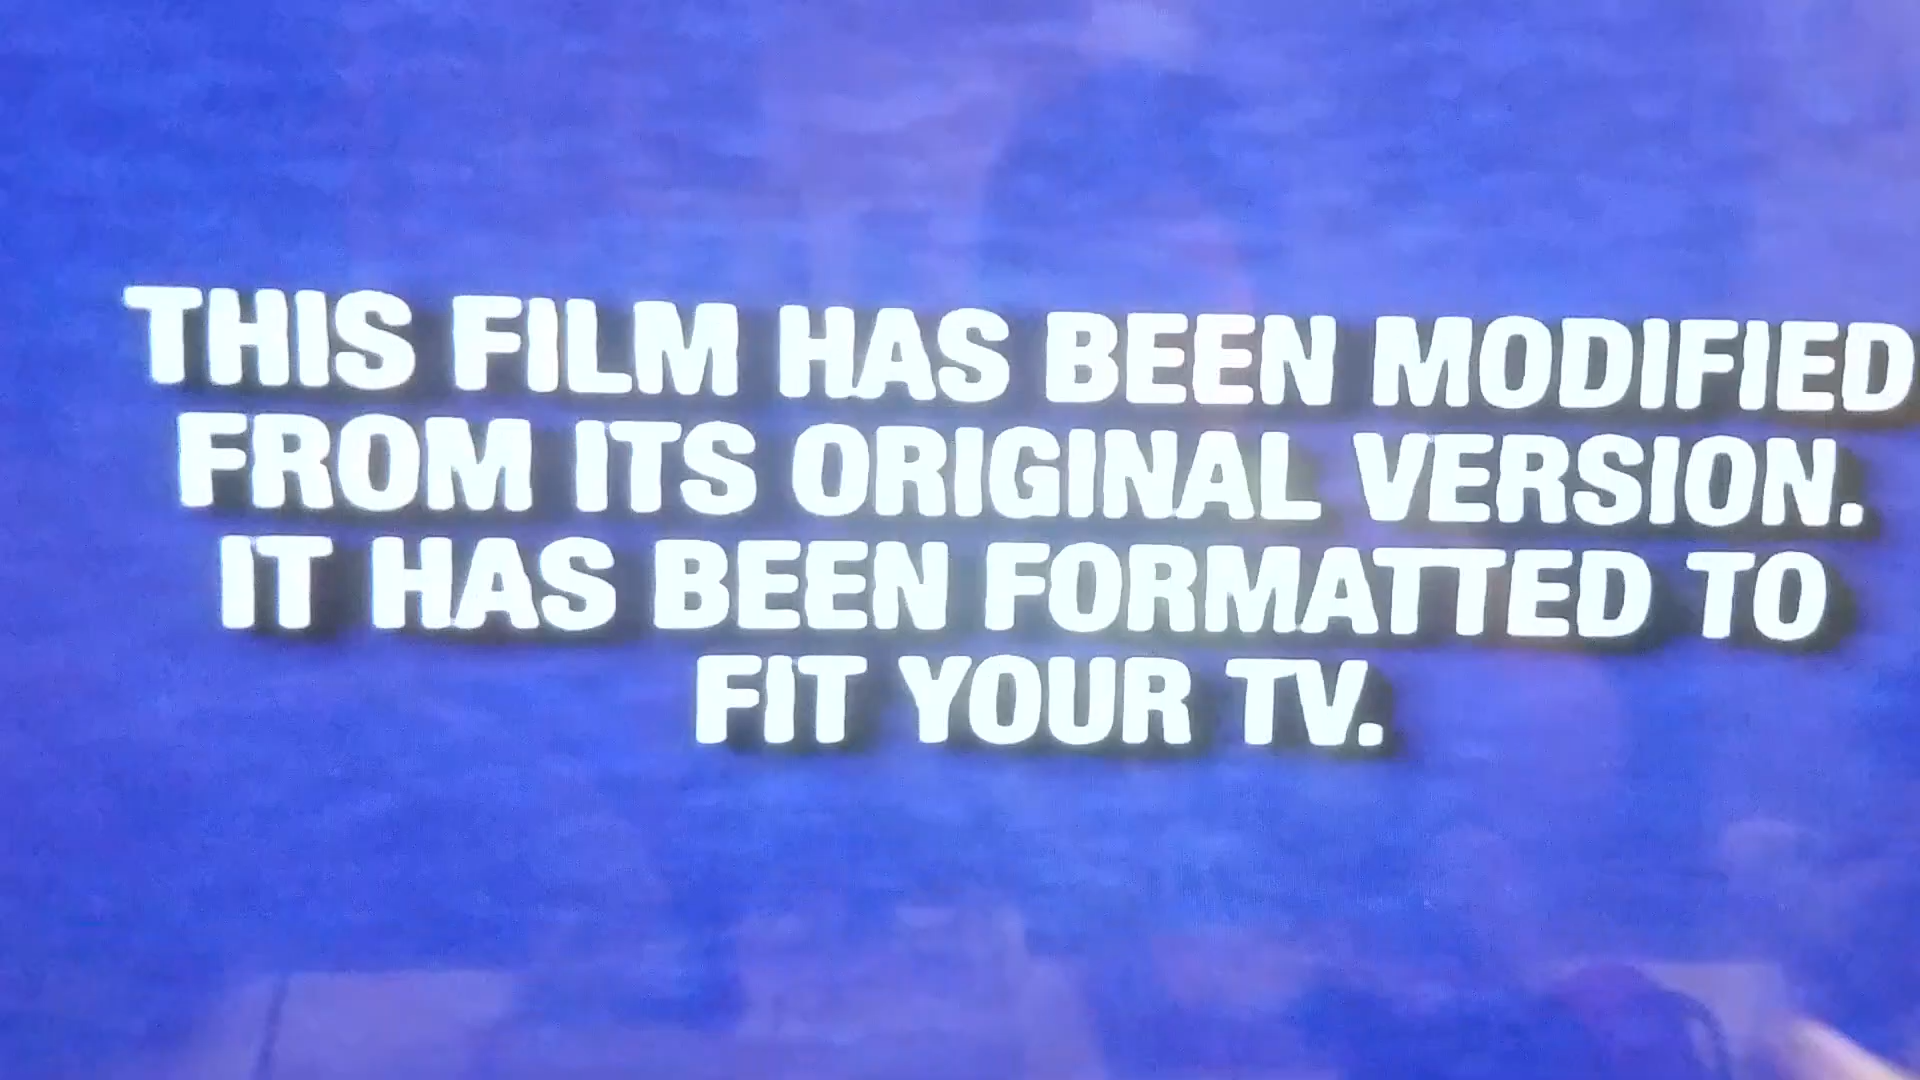 THIS FILM HAS BEEN MODIFIED
FROM ITS ORIGINAL VERSION.
IT HAS BEEN FORMATTED TO
FIT YOUR TV.